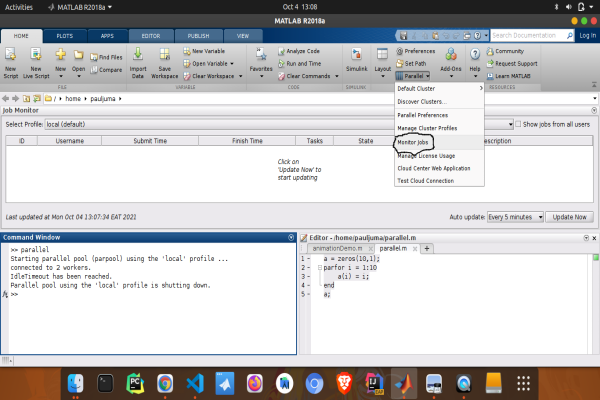 Activities MATLAB R2018a Oct 4 13:08
MATLAB R2018a
HOME PLOTS APPS EDITOR PUBLISH VIEW Search Documentation Log In
New Script New Live Script New Open Find Files Compare
Import Data Save Workspace New Variable Open Variable Clear Workspace
Favorites Analyze Code Run and Time Clear Commands
Simulink Layout Preferences Set Path Parallel Add-Ons
Help Community Request Support Learn MATLAB
FILE VARIABLE CODE SIMULINK RESOURCES
/ home pauljuma
Default Cluster
Discover Clusters...
Parallel Preferences
Manage Cluster Profiles
Monitor Jobs
Manage License Usage
Cloud Center Web Application
Test Cloud Connection
Job Monitor
Select Profile: local (default) Show jobs from all users
ID Username Submit Time Finish Time Tasks State escription
Click on
'Update Now' to
start updating
Last updated at Mon Oct 04 13:07:34 EAT 2021 Auto update: Every 5 minutes Update Now
Command Window
>> parallel
Starting parallel pool (parpool) using the 'local' profile ...
connected to 2 workers.
IdleTimeout has been reached.
Parallel pool using the 'local' profile is shutting down.
fx >>
Editor - /home/pauljuma/parallel.m
animationDemo.m parallel.m +
1 - a = zeros(10,1);
2 - parfor i = 1:10
3 - a(i) = i;
4 - end
5 - a;